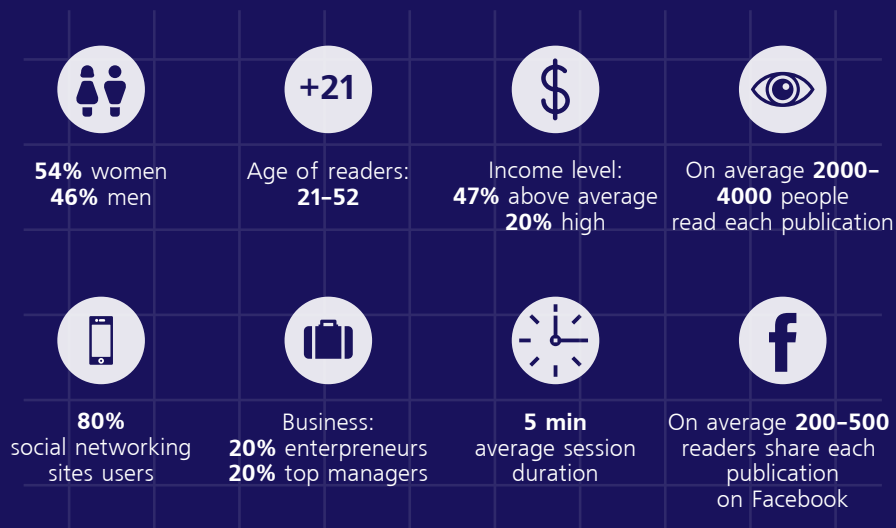 +21
54% women
46% men
Age of readers:
21–52
Income level:
47% above average
20% high
On average 2000–
4000 people
read each publication
80%
social networking
sites users
Business:
20% enterpreneurs
20% top managers
5 min
average session
duration
On average 200–500
readers share each
publication
on Facebook